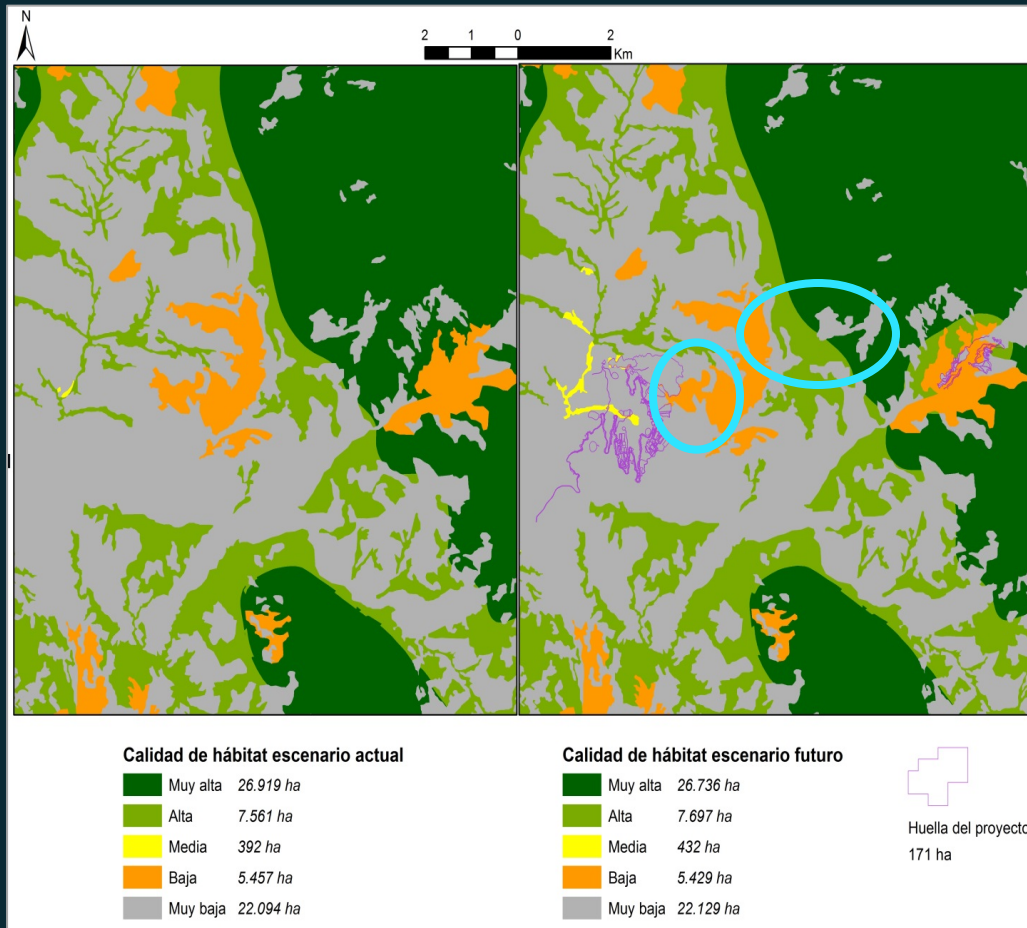 N
2 1 0 2
Km
Calidad de hábitat escenario actual
Muy alta 26.919 ha
Alta 7.561 ha
Media 392 ha
Baja 5.457 ha
Muy baja 22.094 ha
Calidad de hábitat escenario futuro
Muy alta 26.736 ha
Alta 7.697 ha
Media 432 ha
Baja 5.429 ha
Muy baja 22.129 ha
Huella del proyecto
171 ha